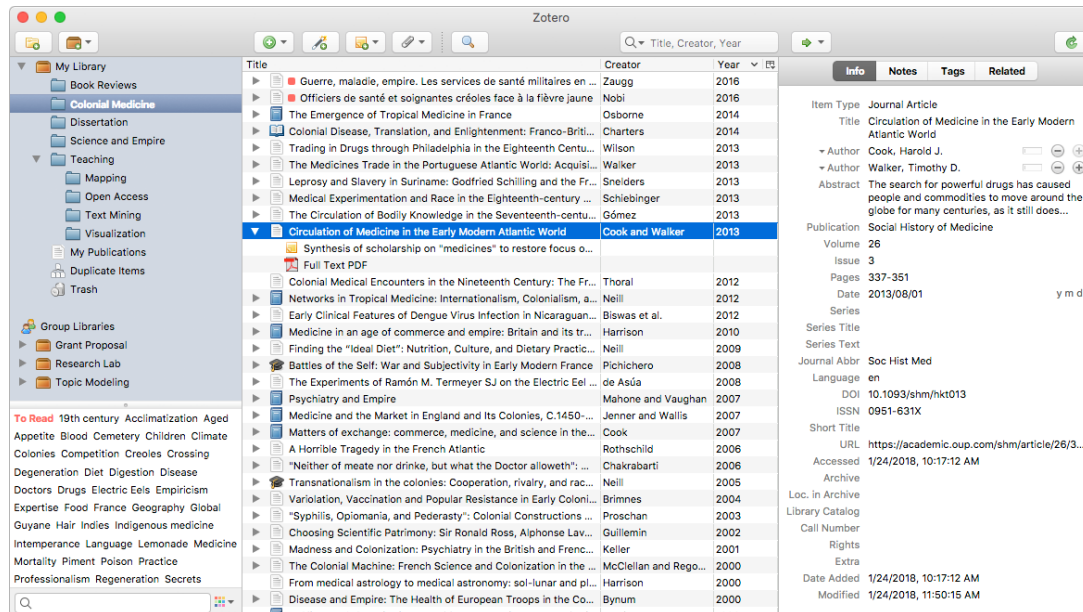 Zotero
Title, Creator, Year
My Library
Book Reviews
Colonial Medicine
Dissertation
Science and Empire
Teaching
Mapping
Open Access
Text Mining
Visualization
My Publications
Duplicate Items
Trash
Group Libraries
Grant Proposal
Research Lab
Topic Modeling
To Read 19th century Acclimatization Aged
Appetite Blood Cemetery Children Climate
Colonies Competition Creoles Crossing
Degeneration Diet Digestion Disease
Doctors Drugs Electric Eels Empiricism
Expertise Food France Geography Global
Guyane Hair Indies Indigenous medicine
Intemperance Language Lemonade Medicine
Mortality Piment Poison Practice
Professionalism Regeneration Secrets
Title Creator Year
Guerre, maladie, empire. Les services de santé militaires en ... Zaugg 2016
Officiers de santé et soignantes créoles face à la fièvre jaune Nobi 2016
The Emergence of Tropical Medicine in France Osborne 2014
Colonial Disease, Translation, and Enlightenment: Franco-Briti... Charters 2014
Trading in Drugs through Philadelphia in the Eighteenth Centu... Wilson 2013
The Medicines Trade in the Portuguese Atlantic World: Acquisi... Walker 2013
Leprosy and Slavery in Suriname: Godfried Schilling and the Fr... Snelders 2013
Medical Experimentation and Race in the Eighteenth-century ... Schiebinger 2013
The Circulation of Bodily Knowledge in the Seventeenth-centu... Gómez 2013
Circulation of Medicine in the Early Modern Atlantic World Cook and Walker 2013
Synthesis of scholarship on "medicines" to restore focus o...
Full Text PDF
Colonial Medical Encounters in the Nineteenth Century: The Fr... Thoral 2012
Networks in Tropical Medicine: Internationalism, Colonialism, a... Neill 2012
Early Clinical Features of Dengue Virus Infection in Nicaraguan... Biswas et al. 2012
Medicine in an age of commerce and empire: Britain and its tr... Harrison 2010
Finding the “Ideal Diet”: Nutrition, Culture, and Dietary Practic... Neill 2009
Battles of the Self: War and Subjectivity in Early Modern France Pichichero 2008
The Experiments of Ramón M. Termeyer SJ on the Electric Eel ... de Asúa 2008
Psychiatry and Empire Mahone and Vaughan 2007
Medicine and the Market in England and Its Colonies, C.1450-... Jenner and Wallis 2007
Matters of exchange: commerce, medicine, and science in the... Cook 2007
A Horrible Tragedy in the French Atlantic Rothschild 2006
"Neither of meate nor drinke, but what the Doctor alloweth": ... Chakrabarti 2006
Transnationalism in the colonies: Cooperation, rivalry, and rac... Neill 2005
Variolation, Vaccination and Popular Resistance in Early Coloni... Brimnes 2004
"Syphilis, Opiomania, and Pederasty": Colonial Constructions ... Proschan 2003
Choosing Scientific Patrimony: Sir Ronald Ross, Alphonse Lav... Guillemin 2002
Madness and Colonization: Psychiatry in the British and Frenc... Keller 2001
The Colonial Machine: French Science and Colonization in the ... McClellan and Rego... 2000
From medical astrology to medical astronomy: sol-lunar and pl... Harrison 2000
Disease and Empire: The Health of European Troops in the Co... Bynum 2000
Info Notes Tags Related
Item Type Journal Article
Title Circulation of Medicine in the Early Modern
Atlantic World
Author Cook, Harold J.
Author Walker, Timothy D.
Abstract The search for powerful drugs has caused
people and commodities to move around the
globe for many centuries, as it still does...
Publication Social History of Medicine
Volume 26
Issue 3
Pages 337-351
Date 2013/08/01 y m d
Series
Series Title
Series Text
Journal Abbr Soc Hist Med
Language en
DOI 10.1093/shm/hkt013
ISSN 0951-631X
Short Title
URL https://academic.oup.com/shm/article/26/3...
Accessed 1/24/2018, 10:17:12 AM
Archive
Loc. in Archive
Library Catalog
Call Number
Rights
Extra
Date Added 1/24/2018, 10:17:12 AM
Modified 1/24/2018, 11:50:15 AM